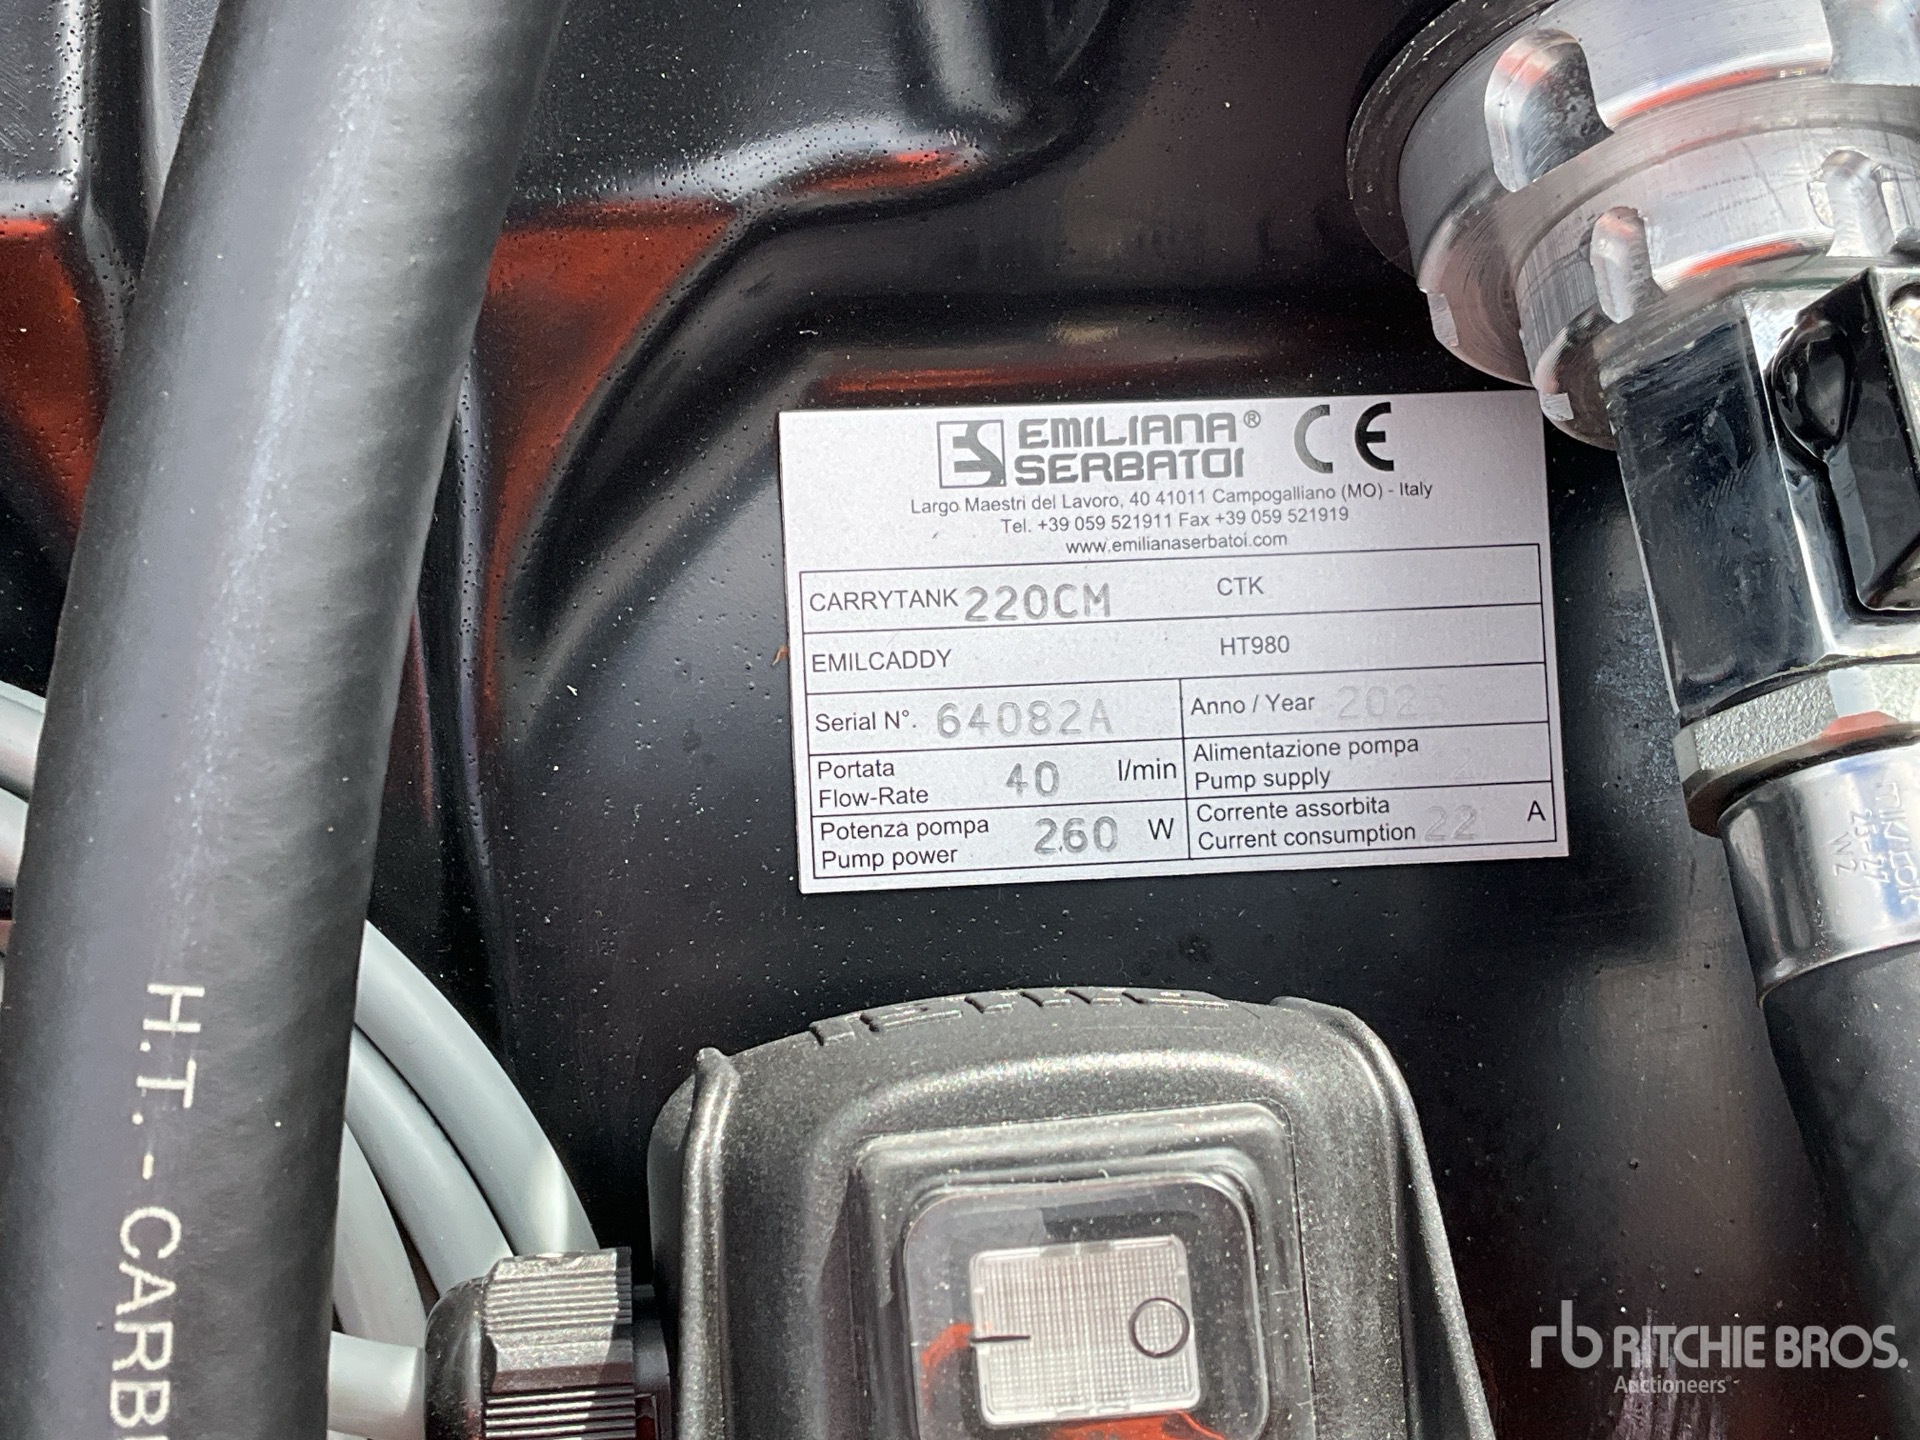 EMILIANA®
SERBATOI
CE
Largo Maestri del Lavoro, 40 41011 Campogalliano (MO) - Italy
Tel. +39 059 521911 Fax +39 059 521919
www.emilianaserbatoi.com
CARRYTANK 220CM CTK
EMILCADDY HT980
Serial N°. 64082A Anno / Year
Portata
Flow-Rate 40 l/min
Alimentazione pompa
Pump supply
Potenza pompa
Pump power 260 W
Corrente assorbita
Current consumption 22 A
H.T.-CARB
rb RITCHIE BROS.
Auctioneers